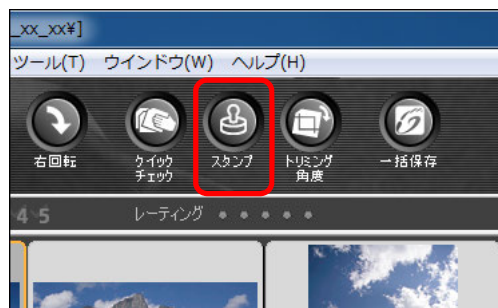 _xx_xx¥]
ツール(T) ウインドウ(W) ヘルプ(H)
右回転
クイック
チェック
スタンプ
トリミング
角度
一括保存
4 5 レーティング